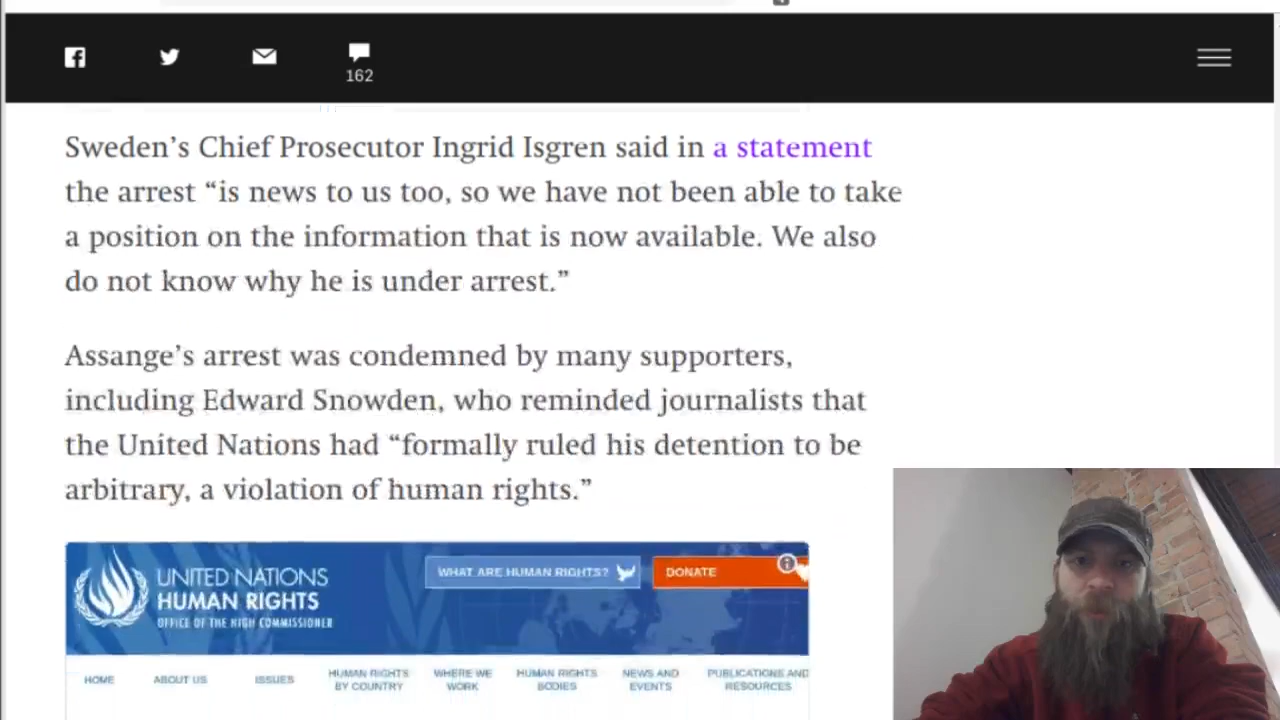 162
Sweden’s Chief Prosecutor Ingrid Isgren said in a statement
the arrest “is news to us too, so we have not been able to take
a position on the information that is now available. We also
do not know why he is under arrest.”
Assange’s arrest was condemned by many supporters,
including Edward Snowden, who reminded journalists that
the United Nations had “formally ruled his detention to be
arbitrary, a violation of human rights.”
UNITED NATIONS
HUMAN RIGHTS
OFFICE OF THE HIGH COMMISSIONER
WHAT ARE HUMAN RIGHTS?
DONATE
HOME
ABOUT US
ISSUES
HUMAN RIGHTS
BY COUNTRY
WHERE WE
WORK
HUMAN RIGHTS
BODIES
NEWS AND
EVENTS
PUBLICATIONS AND
RESOURCES